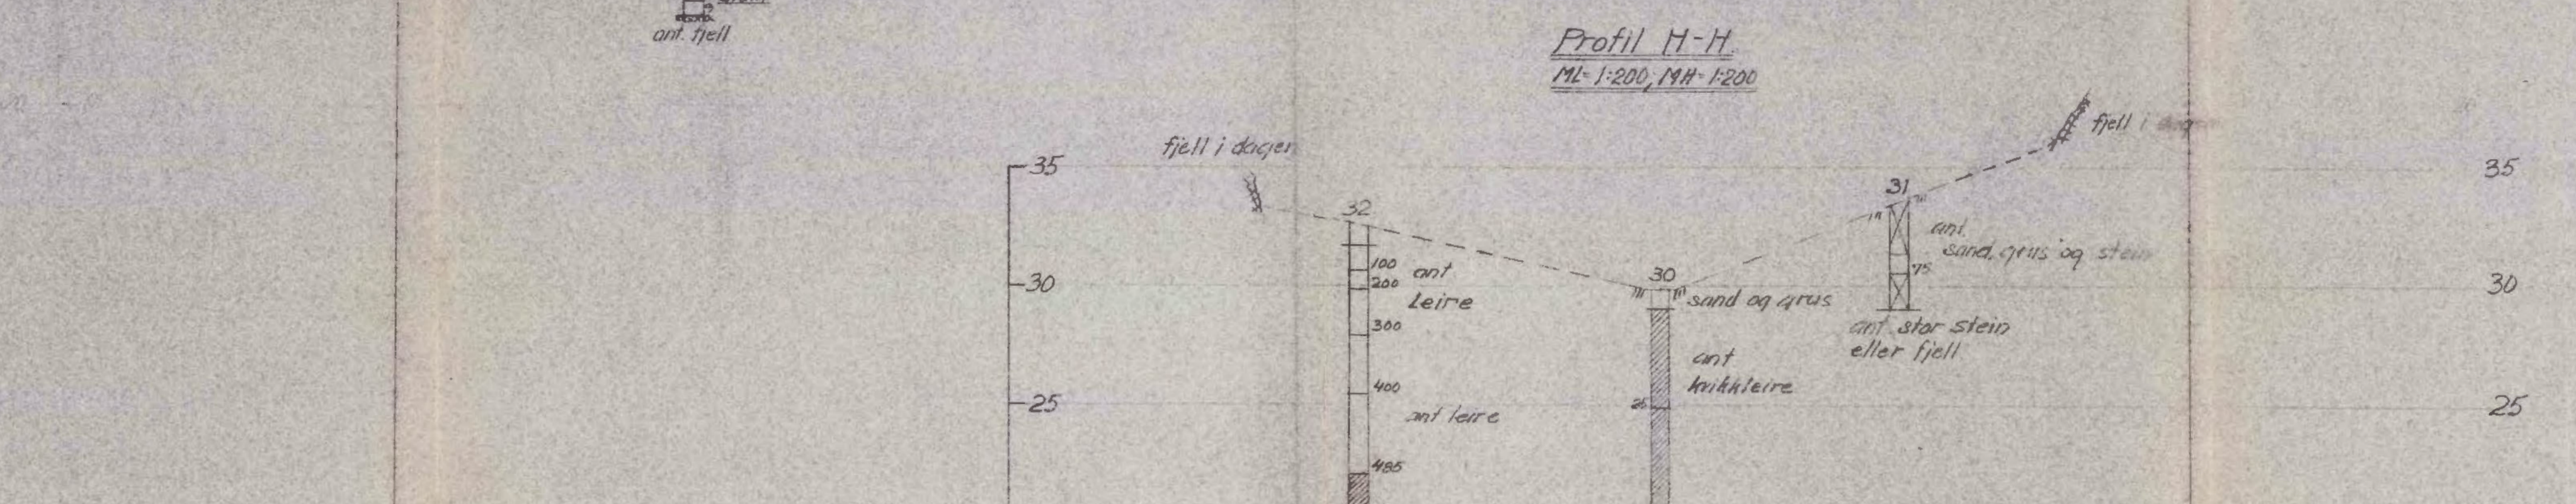 ant. fjell
Profil H-H.
ML= 1:200, MH= 1:200
fjell i dagen
fjell i
35
35
32
31
ant.
sand, grus og stein
75
100
200
ant
Leire
30
30
sand og grus
30
300
ant. stor stein
eller fjell
ant
kvikkleire
400
25
25
25
ant leire
485